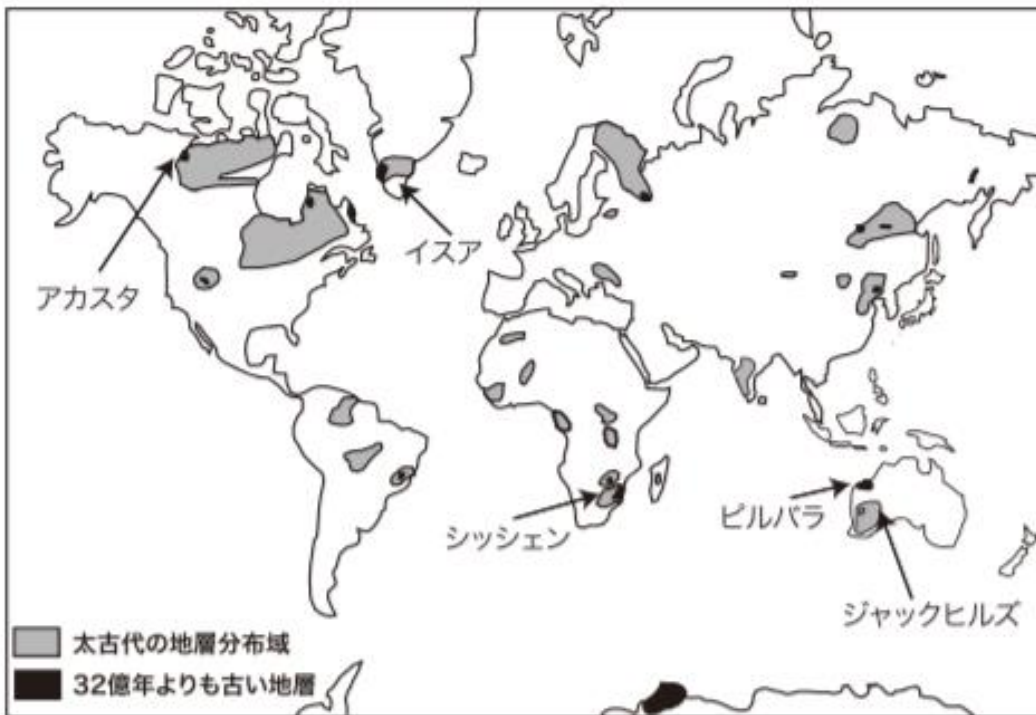 イスア
アカスタ
ピルバラ
シッシェン
ジャックヒルズ
太古代の地層分布域
32億年よりも古い地層